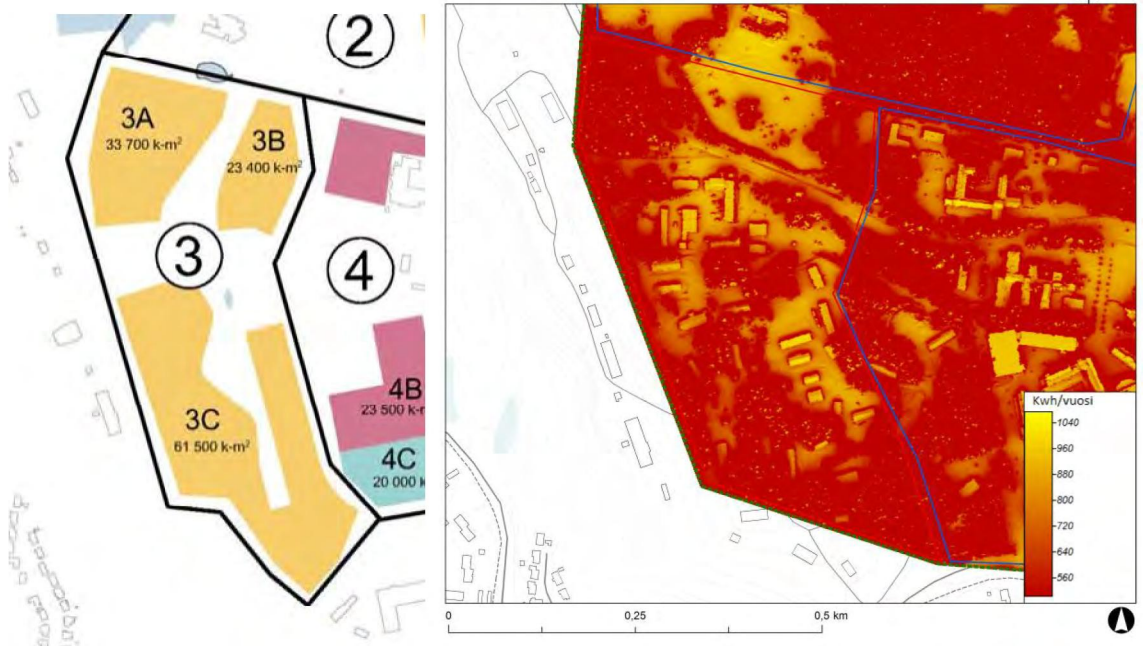 2
3A
33 700 k-m²
3B
23 400 k-m²
3
4
3C
61 500 k-m²
4B
23 500 k-m
4C
20 000 k
Kwh/vuosi
1040
960
880
800
720
640
560
0
0,25
0,5 km